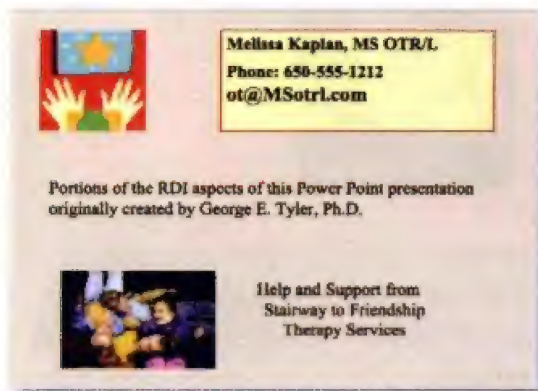 Melissa Kaplan, MS OTR/L
Phone: 650-555-1212
ot@MSotrl.com
Portions of the RDI aspects of this Power Point presentation
originally created by George E. Tyler, Ph.D.
Help and Support from
Stairway to Friendship
Therapy Services